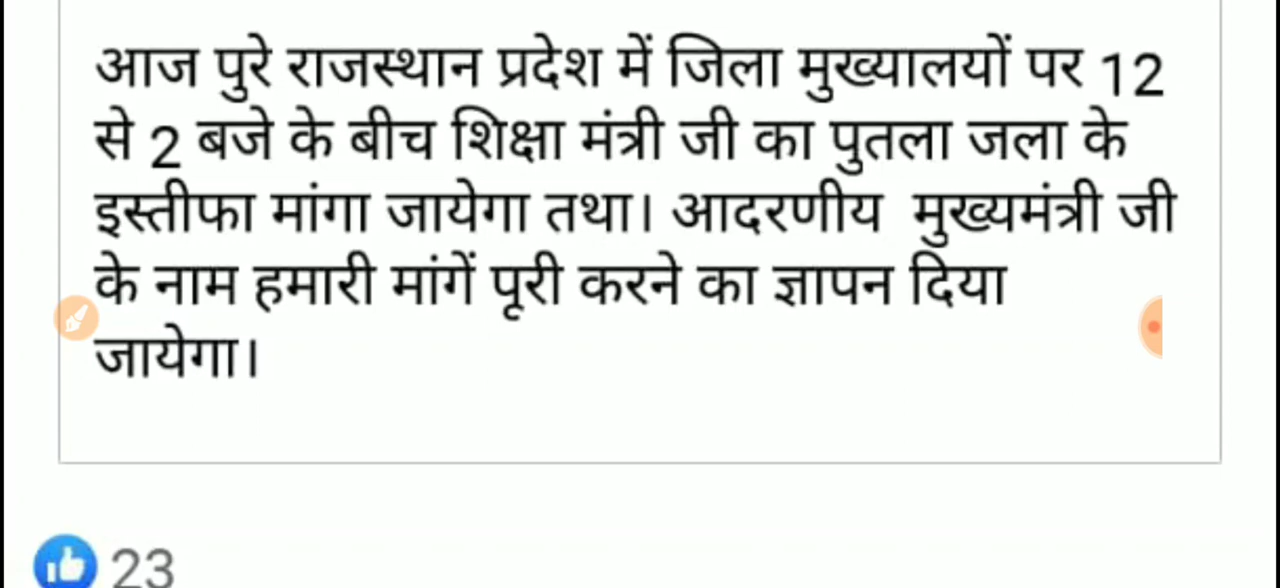 आज पुरे राजस्थान प्रदेश में जिला मुख्यालयों पर 12
से 2 बजे के बीच शिक्षा मंत्री जी का पुतला जला के
इस्तीफा मांगा जायेगा तथा। आदरणीय मुख्यमंत्री जी
के नाम हमारी मांगें पूरी करने का ज्ञापन दिया
जायेगा।
23